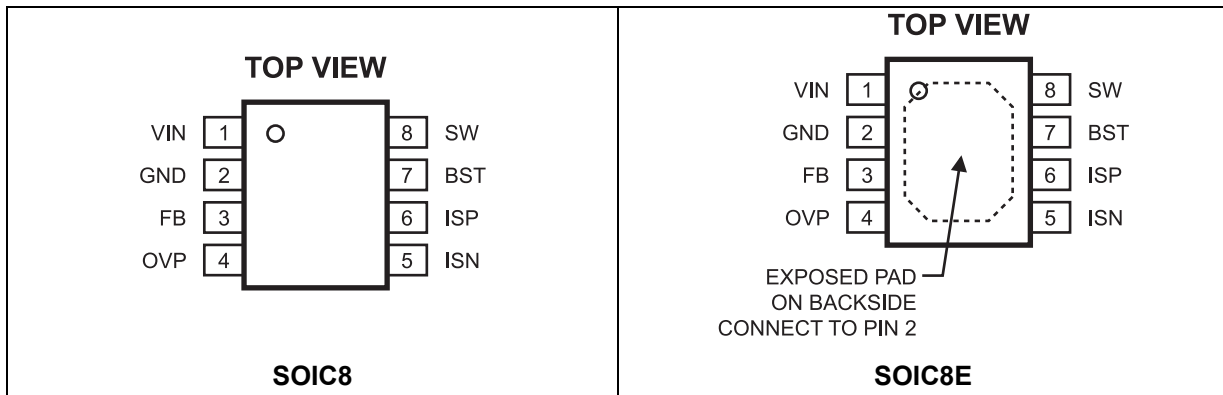 TOP VIEW
VIN 1 8 SW
GND 2 7 BST
FB 3 6 ISP
OVP 4 5 ISN
SOIC8
TOP VIEW
VIN 1 8 SW
GND 2 7 BST
FB 3 6 ISP
OVP 4 5 ISN
EXPOSED PAD
ON BACKSIDE
CONNECT TO PIN 2
SOIC8E